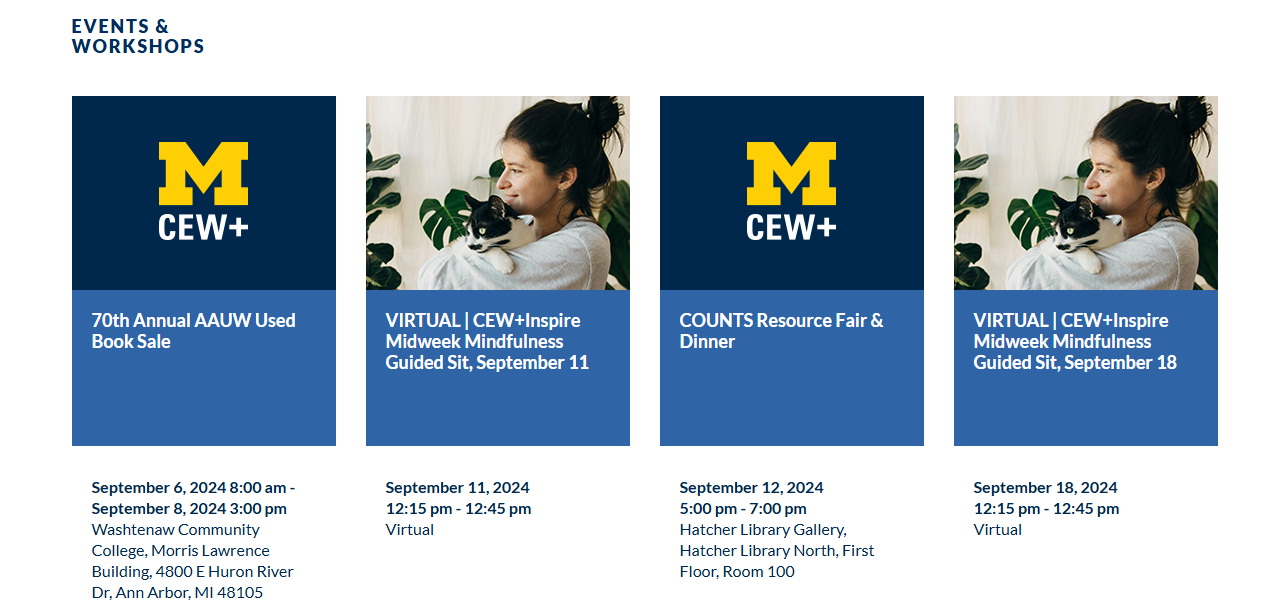 EVENTS &
WORKSHOPS
M
CEW+
70th Annual AAUW Used
Book Sale
September 6, 2024 8:00 am -
September 8, 2024 3:00 pm
Washtenaw Community
College, Morris Lawrence
Building, 4800 E Huron River
Dr, Ann Arbor, MI 48105
VIRTUAL | CEW+Inspire
Midweek Mindfulness
Guided Sit, September 11
September 11, 2024
12:15 pm - 12:45 pm
Virtual
M
CEW+
COUNTS Resource Fair &
Dinner
September 12, 2024
5:00 pm - 7:00 pm
Hatcher Library Gallery,
Hatcher Library North, First
Floor, Room 100
VIRTUAL | CEW+Inspire
Midweek Mindfulness
Guided Sit, September 18
September 18, 2024
12:15 pm - 12:45 pm
Virtual